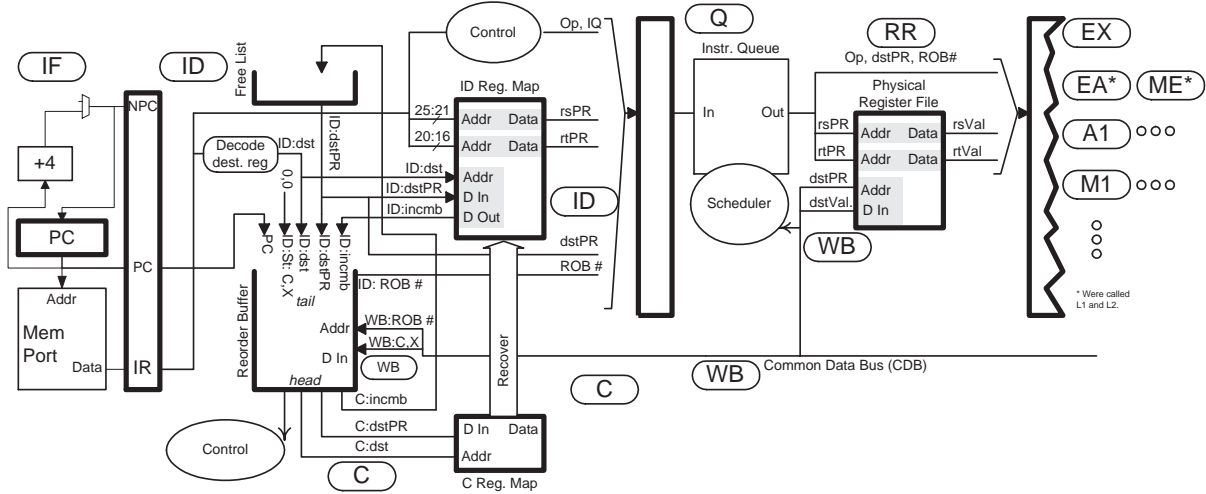 IF
ID
Free List
Control
Op, IQ
Q
Instr. Queue
RR
Op, dstPR, ROB#
EX
EA*
ME*
A1
M1
NPC
+4
PC
Addr
Mem
Port
Data
PC
IR
Decode
dest. reg
ID:dst
ID:dstPR
0,0
25:21
20:16
ID:dst
ID:dstPR
ID:incmb
ID Reg. Map
Addr Data
Addr Data
Addr
D In
D Out
rsPR
rtPR
ID
dstPR
ROB #
In
Out
Scheduler
WB
Physical
Register File
rsPR
rtPR
dstPR
dstVal.
Addr Data
Addr Data
Addr
D In
rsVal
rtVal
* Were called
L1 and L2.
PC
ID:St: C,X
ID:dst
ID:dstPR
ID:incmb
tail
ID: ROB #
Reorder Buffer
Addr
D In
head
WB:ROB #
WB:C,X
WB
C:incmb
Recover
C
WB
Common Data Bus (CDB)
Control
C:dstPR
C:dst
C
D In Data
Addr
C Reg. Map